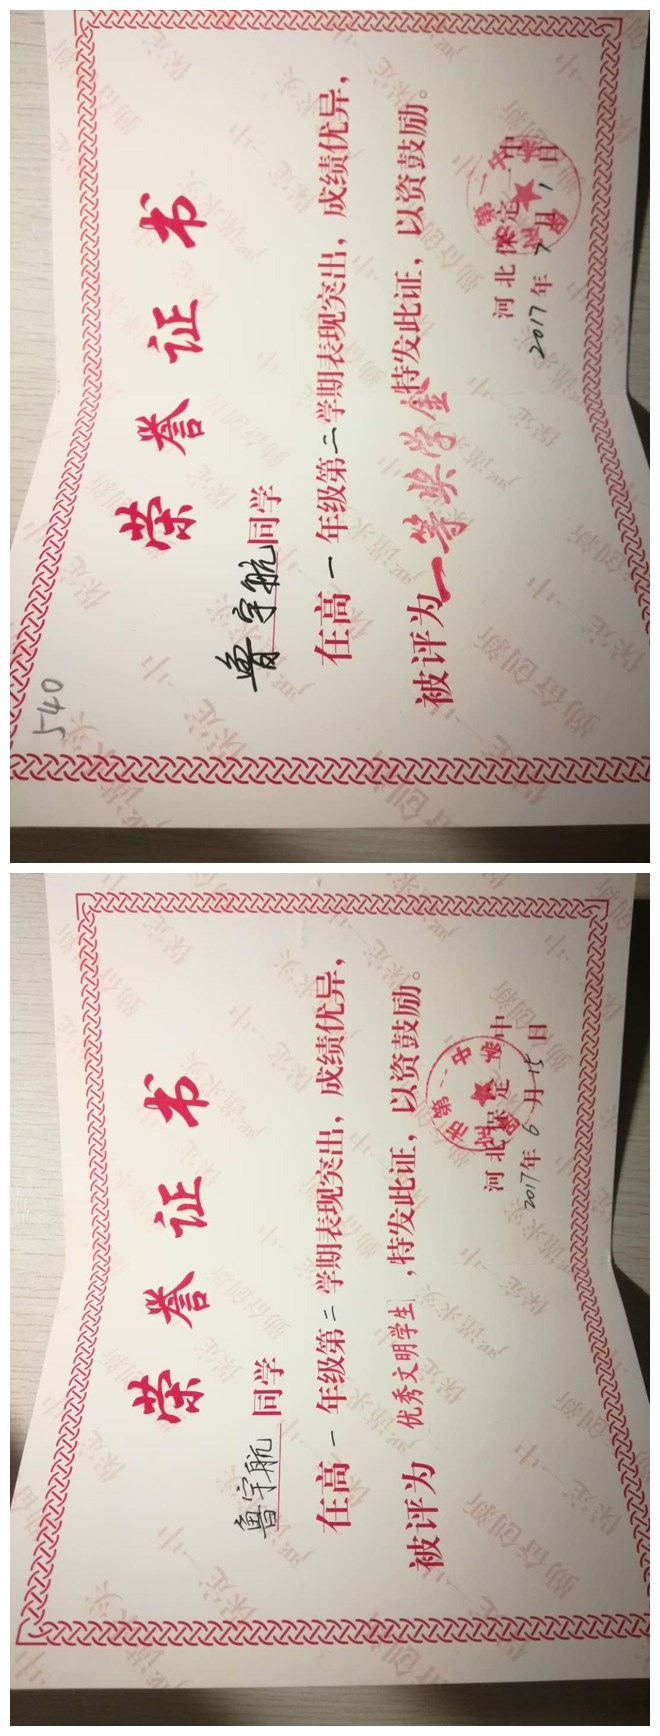 540
荣誉证书
鲁宇航同学
在高一年级第二学期表现突出，成绩优异，
被评为一等奖学金特发此证，以资鼓励。
河北保定一中
2017年7月1日
荣誉证书
鲁宇航同学
在高一年级第二学期表现突出，成绩优异，
被评为优秀文明学生，特发此证，以资鼓励。
河北保定一中
2017年6月15日